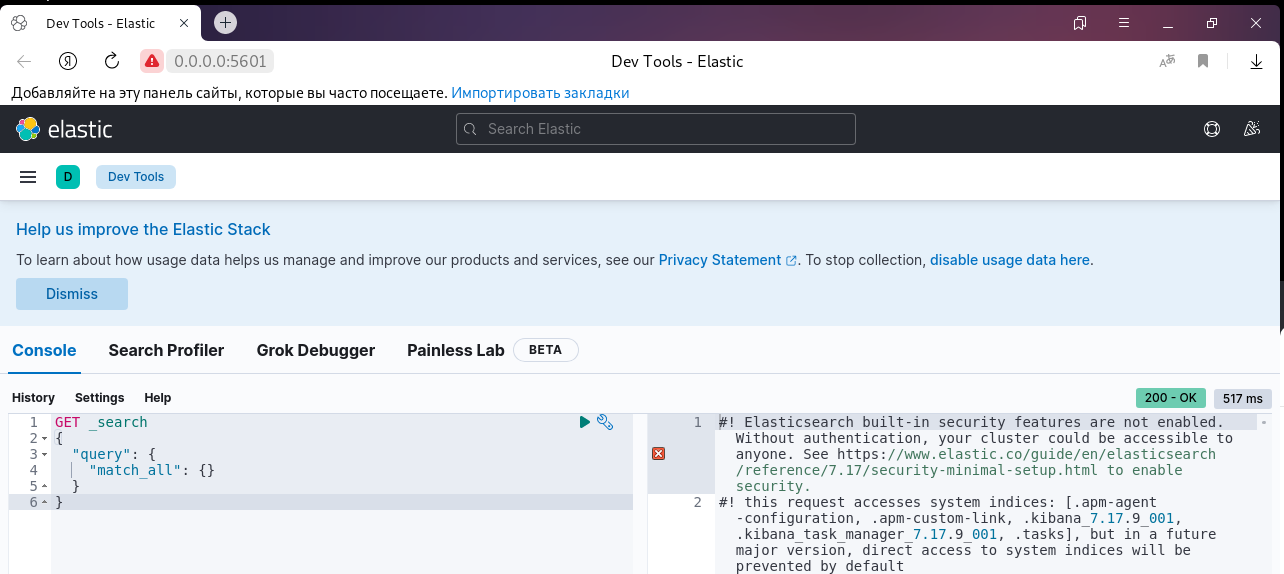 Dev Tools - Elastic
0.0.0.0:5601
Dev Tools - Elastic
Добавляйте на эту панель сайты, которые вы часто посещаете. Импортировать закладки
elastic
Search Elastic
D
Dev Tools
Help us improve the Elastic Stack
To learn about how usage data helps us manage and improve our products and services, see our Privacy Statement. To stop collection, disable usage data here.
Dismiss
Console Search Profiler Grok Debugger Painless Lab BETA
History Settings Help
200 - OK 517 ms
1 GET _search
2 {
3 "query": {
4 "match_all": {}
5 }
6 }
1 #! Elasticsearch built-in security features are not enabled.
Without authentication, your cluster could be accessible to
anyone. See https://www.elastic.co/guide/en/elasticsearch
/reference/7.17/security-minimal-setup.html to enable
security.
2 #! this request accesses system indices: [.apm-agent
-configuration, .apm-custom-link, .kibana_7.17.9_001,
.kibana_task_manager_7.17.9_001, .tasks], but in a future
major version, direct access to system indices will be
prevented by default